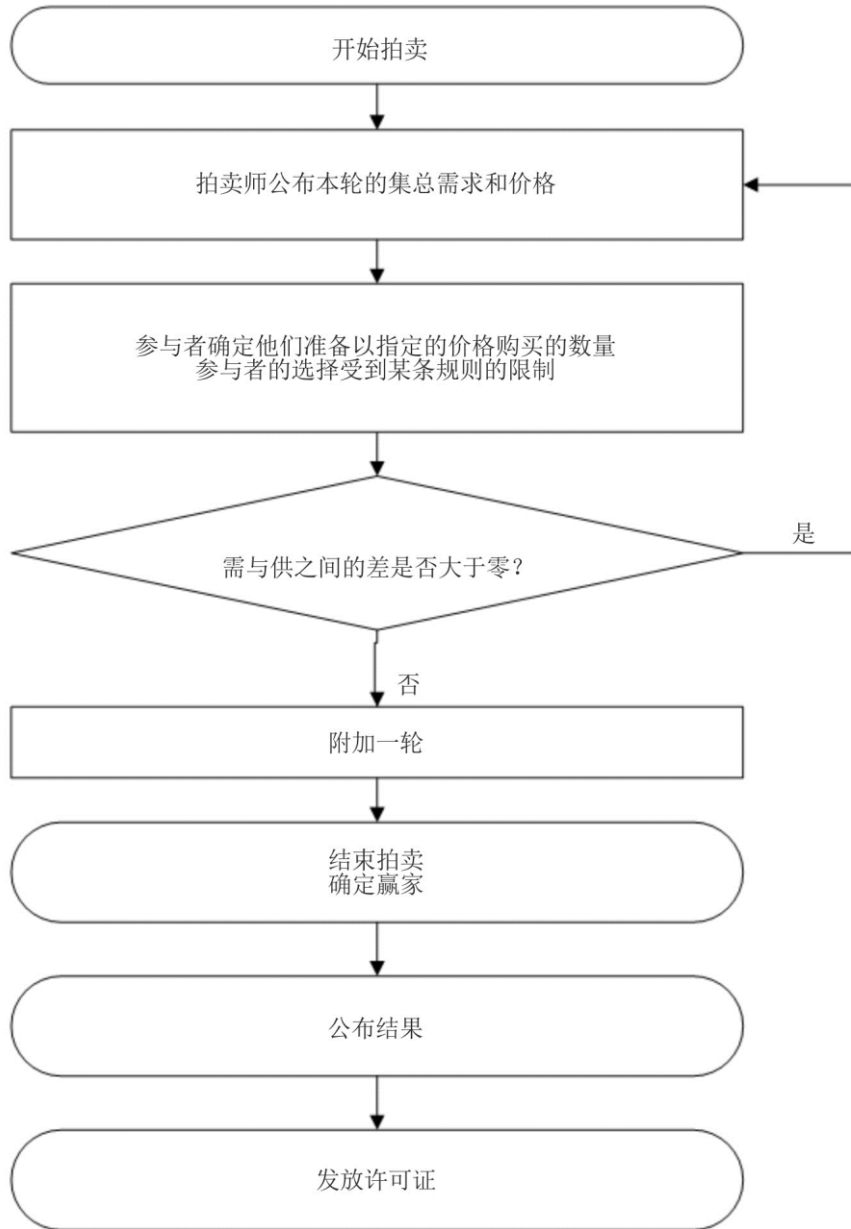 开始拍卖
拍卖师公布本轮的集总需求和价格
参与者确定他们准备以指定的价格购买的数量
参与者的选择受到某条规则的限制
需与供之间的差是否大于零?
是
否
附加一轮
结束拍卖
确定赢家
公布结果
发放许可证